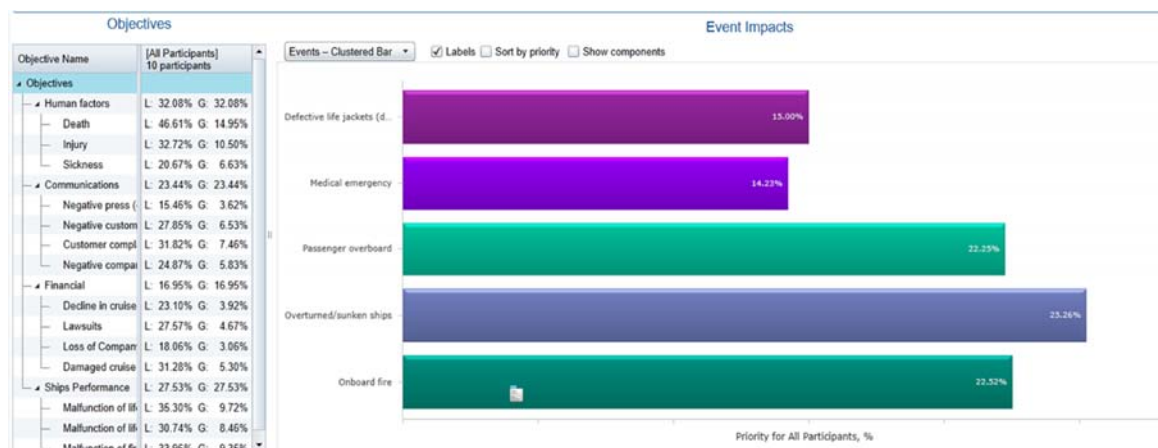 Objectives
Event Impacts
Objective Name
[All Participants]
10 participants
Events – Clustered Bar
Labels
Sort by priority
Show components
Objectives
Human factors L: 32.08% G: 32.08%
Death L: 46.61% G: 14.95%
Injury L: 32.72% G: 10.50%
Sickness L: 20.67% G: 6.63%
Communications L: 23.44% G: 23.44%
Negative press ( L: 15.46% G: 3.62%
Negative custom L: 27.85% G: 6.53%
Customer compl L: 31.82% G: 7.46%
Negative compa L: 24.87% G: 5.83%
Financial L: 16.95% G: 16.95%
Decline in cruise L: 23.10% G: 3.92%
Lawsuits L: 27.57% G: 4.67%
Loss of Compan L: 18.06% G: 3.06%
Damaged cruise L: 31.28% G: 5.30%
Ships Performance L: 27.53% G: 27.53%
Malfunction of lif L: 35.30% G: 9.72%
Malfunction of lif L: 30.74% G: 8.46%
Defective life jackets (d... 15.00%
Medical emergency 14.23%
Passenger overboard 22.25%
Overturned/sunken ships 25.26%
Onboard fire 22.52%
Priority for All Participants, %